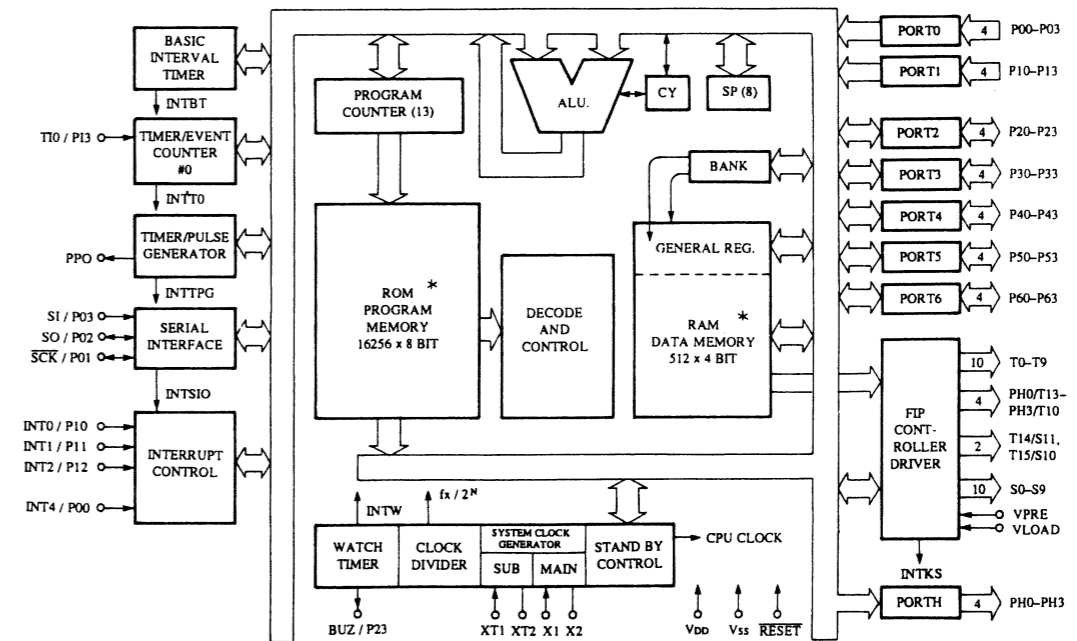 BASIC
INTERVAL
TIMER
INTBT
TI0 / PI3
TIMER/EVENT
COUNTER
#0
INTT0
TIMER/PULSE
GENERATOR
PPO
INTTPG
SI / P03
SO / P02
SCK / P01
SERIAL
INTERFACE
INTSIO
INT0 / P10
INT1 / P11
INT2 / P12
INT4 / P00
INTERRUPT
CONTROL
PROGRAM
COUNTER (13)
ALU.
CY
SP (8)
BANK
GENERAL REG.
ROM *
PROGRAM
MEMORY
16256 x 8 BIT
DECODE
AND
CONTROL
RAM *
DATA MEMORY
512 x 4 BIT
INTW
fx / 2^N
WATCH
TIMER
CLOCK
DIVIDER
SYSTEM CLOCK
GENERATOR
SUB
MAIN
STAND BY
CONTROL
CPU CLOCK
BUZ / P23
XT1
XT2
X1
X2
VDD
VSS
RESET
PORT0 4 P00–P03
PORT1 4 P10–P13
PORT2 4 P20–P23
PORT3 4 P30–P33
PORT4 4 P40–P43
PORT5 4 P50–P53
PORT6 4 P60–P63
FIP
CONT-
ROLLER
DRIVER
10 T0–T9
4 PH0/T13–
PH3/T10
2 T14/S11,
T15/S10
10 S0–S9
VPRE
VLOAD
INTKS
PORTH 4 PH0–PH3